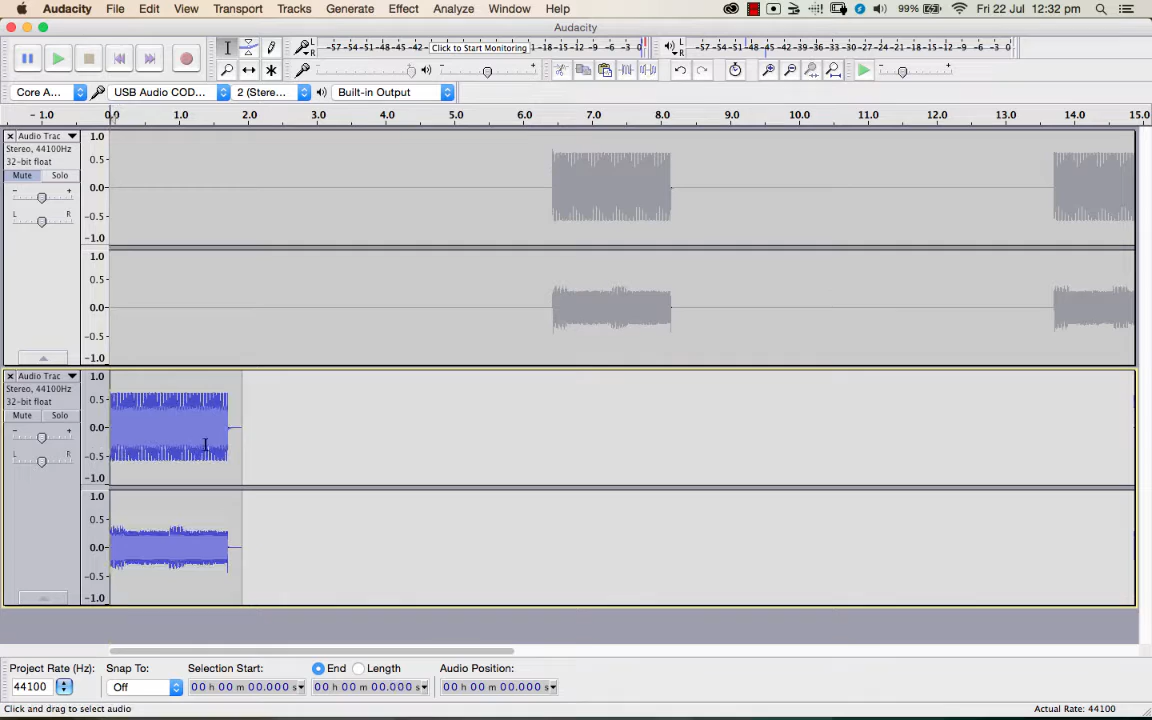 Audacity File Edit View Transport Tracks Generate Effect Analyze Window Help 99% Fri 22 Jul 12:32 pm
Audacity
L R -57 -54 -51 -48 -45 -42 Click to Start Monitoring -18 -15 -12 -9 -6 -3 0 L R -57 -54 -51 -48 -45 -42 -39 -36 -33 -30 -27 -24 -21 -18 -15 -12 -9 -6 -3 0
- + - + - +
Core A... USB Audio COD... 2 (Stere... Built-in Output
- 1.0 0.0 1.0 2.0 3.0 4.0 5.0 6.0 7.0 8.0 9.0 10.0 11.0 12.0 13.0 14.0 15.0
Audio Trac 1.0
Stereo, 44100Hz
32-bit float 0.5
Mute Solo
- + 0.0
L R -0.5
-1.0
1.0
0.5
0.0
-0.5
-1.0
Audio Trac 1.0
Stereo, 44100Hz
32-bit float 0.5
Mute Solo
- + 0.0
L R -0.5
-1.0
1.0
0.5
0.0
-0.5
-1.0
Project Rate (Hz): Snap To: Selection Start: End Length Audio Position:
44100 Off 00 h 00 m 00.000 s 00 h 00 m 00.000 s 00 h 00 m 00.000 s
Click and drag to select audio Actual Rate: 44100